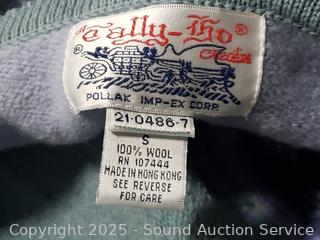 Tally-Ho
®
®
POLLAK IMP-EX CORP.
21-0486-7
S
100% WOOL
RN 107444
MADE IN HONG KONG
SEE REVERSE
FOR CARE
Copyright 2025 - Sound Auction Service